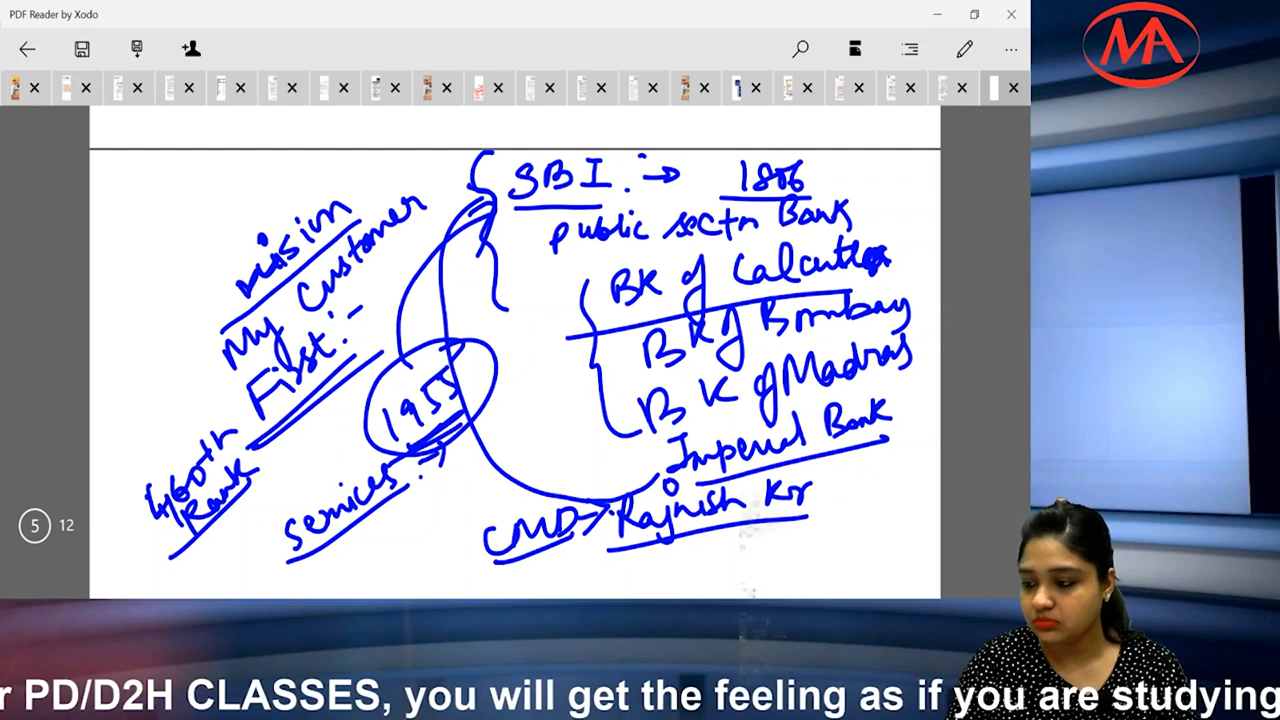 PDF Reader by Xodo
MA
SBI :→ 1806
public sector Bank
BK of Calcutta
BK of Bombay
BK of Madras
Imperial Bank
CMD → Rajnish Kr
mission
My Customer
First :-
1955
services :→
460th
Rank
5 12
r PD/D2H CLASSES, you will get the feeling as if you are studying